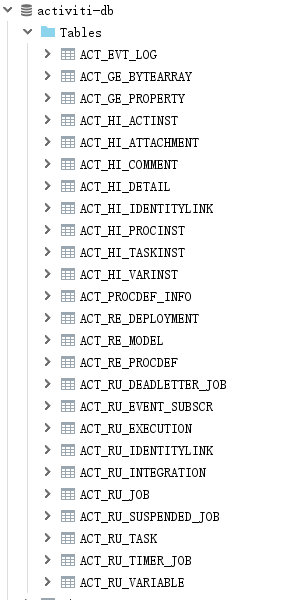 activiti-db
Tables
ACT_EVT_LOG
ACT_GE_BYTEARRAY
ACT_GE_PROPERTY
ACT_HI_ACTINST
ACT_HI_ATTACHMENT
ACT_HI_COMMENT
ACT_HI_DETAIL
ACT_HI_IDENTITYLINK
ACT_HI_PROCINST
ACT_HI_TASKINST
ACT_HI_VARINST
ACT_PROCDEF_INFO
ACT_RE_DEPLOYMENT
ACT_RE_MODEL
ACT_RE_PROCDEF
ACT_RU_DEADLETTER_JOB
ACT_RU_EVENT_SUBSCR
ACT_RU_EXECUTION
ACT_RU_IDENTITYLINK
ACT_RU_INTEGRATION
ACT_RU_JOB
ACT_RU_SUSPENDED_JOB
ACT_RU_TASK
ACT_RU_TIMER_JOB
ACT_RU_VARIABLE